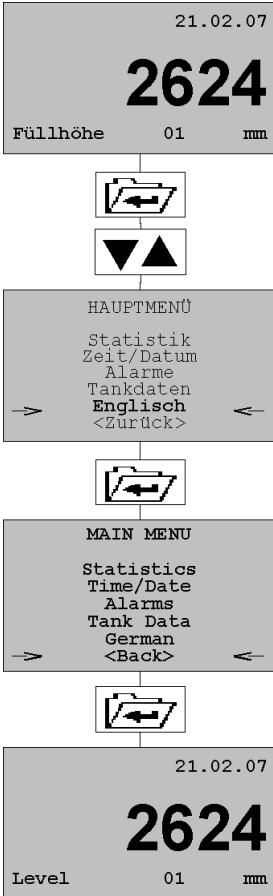 21.02.07
2624
Füllhöhe 01 mm
HAUPTMENÜ
Statistik
Zeit/Datum
Alarme
Tankdaten
Englisch
<Zurück>
MAIN MENU
Statistics
Time/Date
Alarms
Tank Data
German
<Back>
21.02.07
2624
Level 01 mm